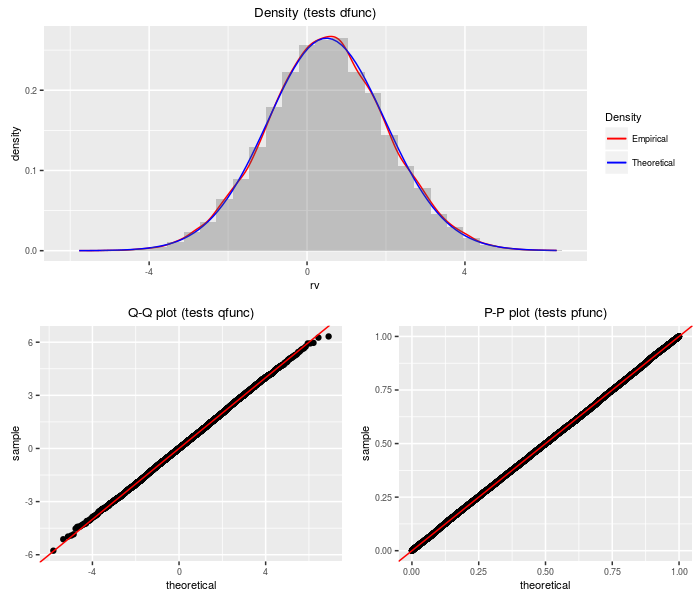 Density (tests dfunc)
density
0.2
0.1
0.0
-4 0 4
rv
Density
Empirical
Theoretical
Q-Q plot (tests qfunc)
sample
6
3
0
-3
-6
-4 0 4
theoretical
P-P plot (tests pfunc)
sample
1.00
0.75
0.50
0.25
0.00
0.00 0.25 0.50 0.75 1.00
theoretical